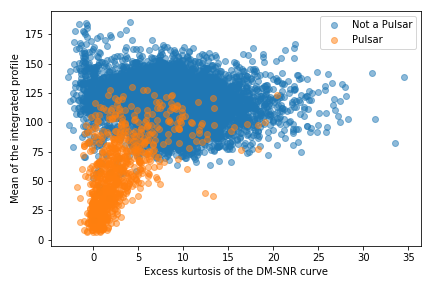 Not a Pulsar
Pulsar
Mean of the integrated profile
175
150
125
100
75
50
25
0
0 5 10 15 20 25 30 35
Excess kurtosis of the DM-SNR curve